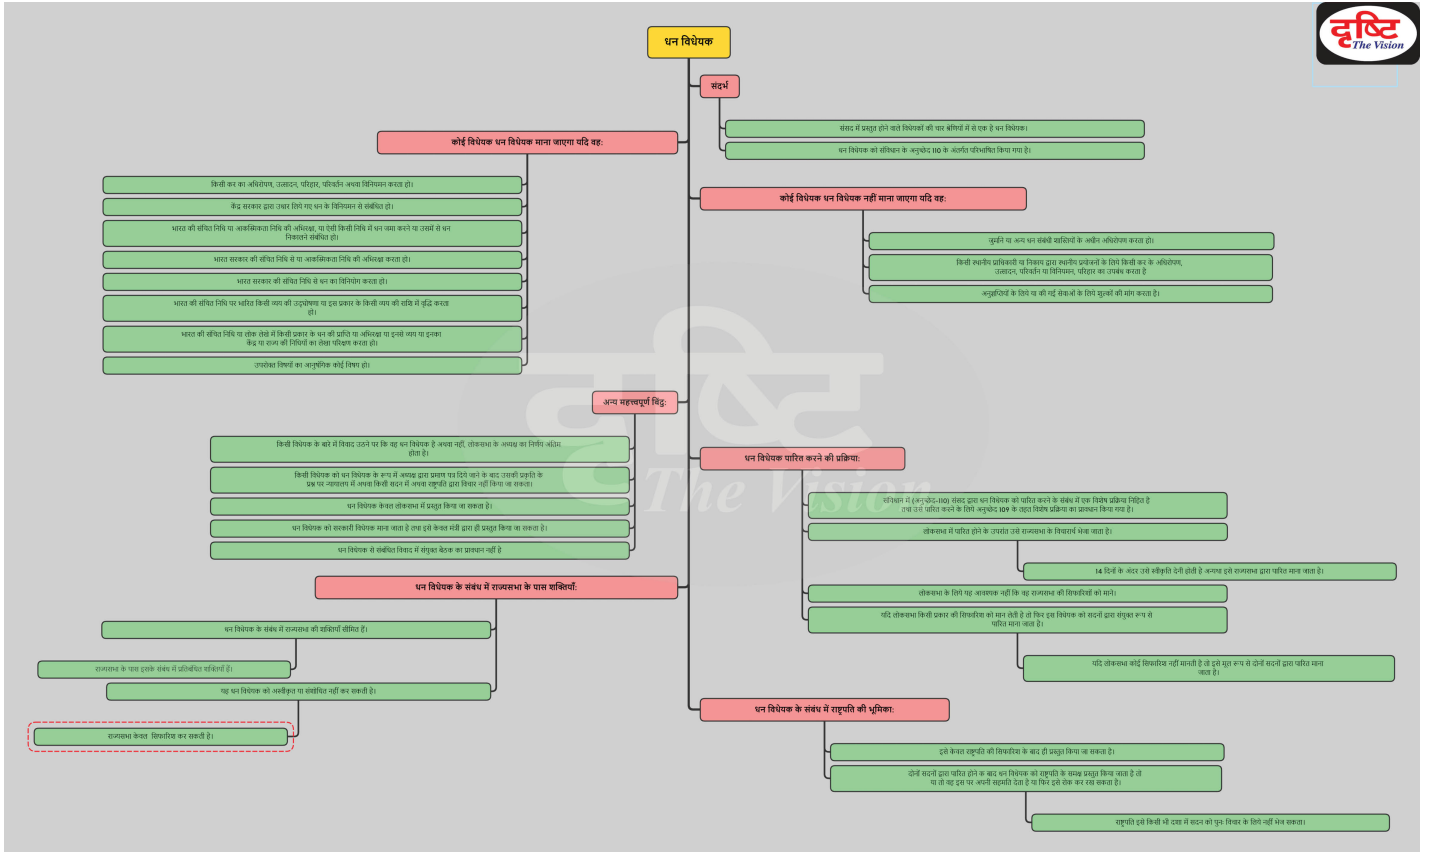 धन विधेयक
दृष्टि
The Vision
संदर्भ
संसद में प्रस्तुत होने वाले विधेयकों की चार श्रेणियों में से एक है धन विधेयक।
धन विधेयक को संविधान के अनुच्छेद 110 के अंतर्गत परिभाषित किया गया है।
कोई विधेयक धन विधेयक माना जाएगा यदि वह:
किसी कर का अधिरोपण, उत्सादन, परिहार, परिवर्तन अथवा विनियमन करता हो।
केंद्र सरकार द्वारा उधार लिये गए धन के विनियमन से संबंधित हो।
भारत की संचित निधि या आकस्मिकता निधि की अभिरक्षा, या ऐसी किसी निधि में धन जमा करने या उसमें से धन
निकालने संबंधित हो।
भारत सरकार की संचित निधि से या आकस्मिकता निधि की अभिरक्षा करता हो।
भारत सरकार की संचित निधि से धन का विनियोग करता हो।
भारत की संचित निधि पर भारित किसी व्यय की उद्घोषणा या इस प्रकार के किसी व्यय की राशि में वृद्धि करता
हो।
भारत की संचित निधि या लोक लेखे में किसी प्रकार के धन की प्राप्ति या अभिरक्षा या इनसे व्यय या इनका
केंद्र या राज्य की निधियों का लेखा परिक्षण करता हो।
उपरोक्त विषयों का आनुषंगिक कोई विषय हो।
कोई विधेयक धन विधेयक नहीं माना जाएगा यदि वह:
जुर्माने या अन्य धन संबंधी शास्तियों के अधीन अधिरोपण करता हो।
किसी स्थानीय प्राधिकारी या निकाय द्वारा स्थानीय प्रयोजनों के लिये किसी कर के अधिरोपण,
उत्सादन, परिवर्तन या विनियमन, परिहार का उपबंध करता है
अनुज्ञप्तियों के लिये या की गई सेवाओं के लिये शुल्कों की मांग करता है।
अन्य महत्त्वपूर्ण बिंदु:
किसी विधेयक के बारे में विवाद उठने पर कि वह धन विधेयक है अथवा नहीं, लोकसभा के अध्यक्ष का निर्णय अंतिम
होता है।
किसी विधेयक को धन विधेयक के रूप में अध्यक्ष द्वारा प्रमाण पत्र दिये जाने के बाद उसकी प्रकृति के
प्रश्न पर न्यायालय में अथवा किसी सदन में अथवा राष्ट्रपति द्वारा विचार नहीं किया जा सकता।
धन विधेयक केवल लोकसभा में प्रस्तुत किया जा सकता है।
धन विधेयक को सरकारी विधेयक माना जाता है तथा इसे केवल मंत्री द्वारा ही प्रस्तुत किया जा सकता है।
धन विधेयक से संबंधित विवाद में संयुक्त बैठक का प्रावधान नहीं है
दृष्टि
The Vision
धन विधेयक पारित करने की प्रक्रिया:
संविधान में (अनुच्छेद-110) संसद द्वारा धन विधेयक को पारित करने के संबंध में एक विशेष प्रक्रिया निहित है
तथा उसे पारित करने के लिये अनुच्छेद 109 के तहत विशेष प्रक्रिया का प्रावधान किया गया है।
लोकसभा में पारित होने के उपरांत उसे राज्यसभा के विचारार्थ भेजा जाता है।
14 दिनों के अंदर उसे स्वीकृति देनी होती है अन्यथा इसे राज्यसभा द्वारा पारित माना जाता है।
लोकसभा के लिये यह आवश्यक नहीं कि वह राज्यसभा की सिफारिशों को माने।
यदि लोकसभा किसी प्रकार की सिफारिश को मान लेती है तो फिर इस विधेयक को सदनों द्वारा संयुक्त रूप से
पारित माना जाता है।
यदि लोकसभा कोई सिफारिश नहीं मानती है तो इसे मूल रूप से दोनों सदनों द्वारा पारित माना
जाता है।
धन विधेयक के संबंध में राज्यसभा के पास शक्तियाँ:
धन विधेयक के संबंध में राज्यसभा की शक्तियाँ सीमित हैं।
राज्यसभा के पास इसके संबंध में प्रतिबंधित शक्तियाँ हैं।
यह धन विधेयक को अस्वीकृत या संशोधित नहीं कर सकती है।
राज्यसभा केवल सिफारिश कर सकती है।
धन विधेयक के संबंध में राष्ट्रपति की भूमिका:
इसे केवल राष्ट्रपति की सिफारिश के बाद ही प्रस्तुत किया जा सकता है।
दोनों सदनों द्वारा पारित होने क बाद धन विधेयक को राष्ट्रपति के समक्ष प्रस्तुत किया जाता है तो
या तो वह इस पर अपनी सहमति देता है या फिर इसे रोक कर रख सकता है।
राष्ट्रपति इसे किसी भी दशा में सदन को पुनः विचार के लिये नहीं भेज सकता।